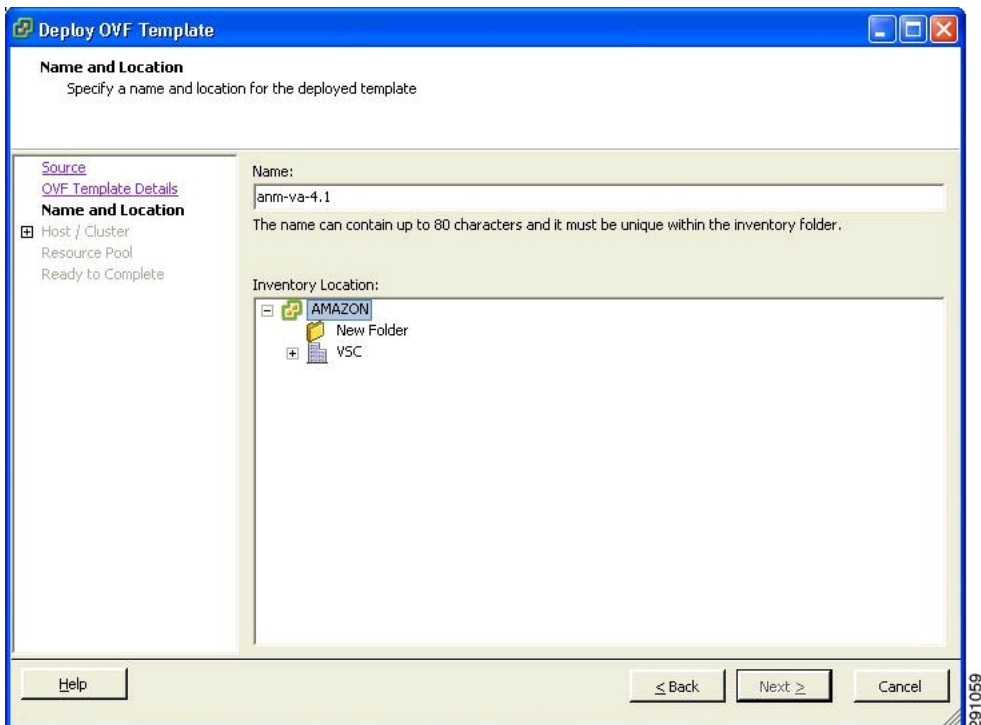 Deploy OVF Template
Name and Location
Specify a name and location for the deployed template
Source
OVF Template Details
Name and Location
Host / Cluster
Resource Pool
Ready to Complete
Name:
anm-va-4.1
The name can contain up to 80 characters and it must be unique within the inventory folder.
Inventory Location:
AMAZON
New Folder
VSC
Help
< Back
Next >
Cancel
291059